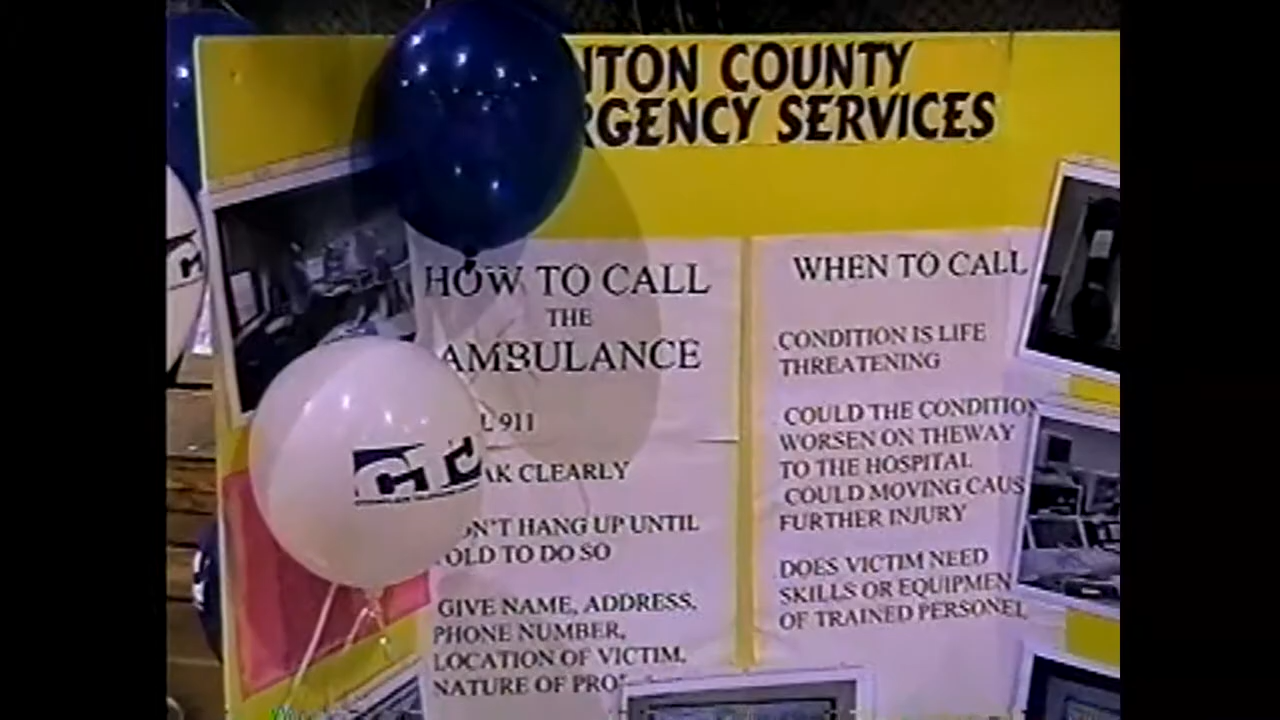 NTON COUNTY
RGENCY SERVICES
HOW TO CALL
THE
AMBULANCE
L 911
AK CLEARLY
ON'T HANG UP UNTIL
OLD TO DO SO
GIVE NAME, ADDRESS,
PHONE NUMBER,
LOCATION OF VICTIM,
NATURE OF PRO
WHEN TO CALL
CONDITION IS LIFE
THREATENING
COULD THE CONDITION
WORSEN ON THEWAY
TO THE HOSPITAL
COULD MOVING CAUS
FURTHER INJURY
DOES VICTIM NEED
SKILLS OR EQUIPMEN
OF TRAINED PERSONEL